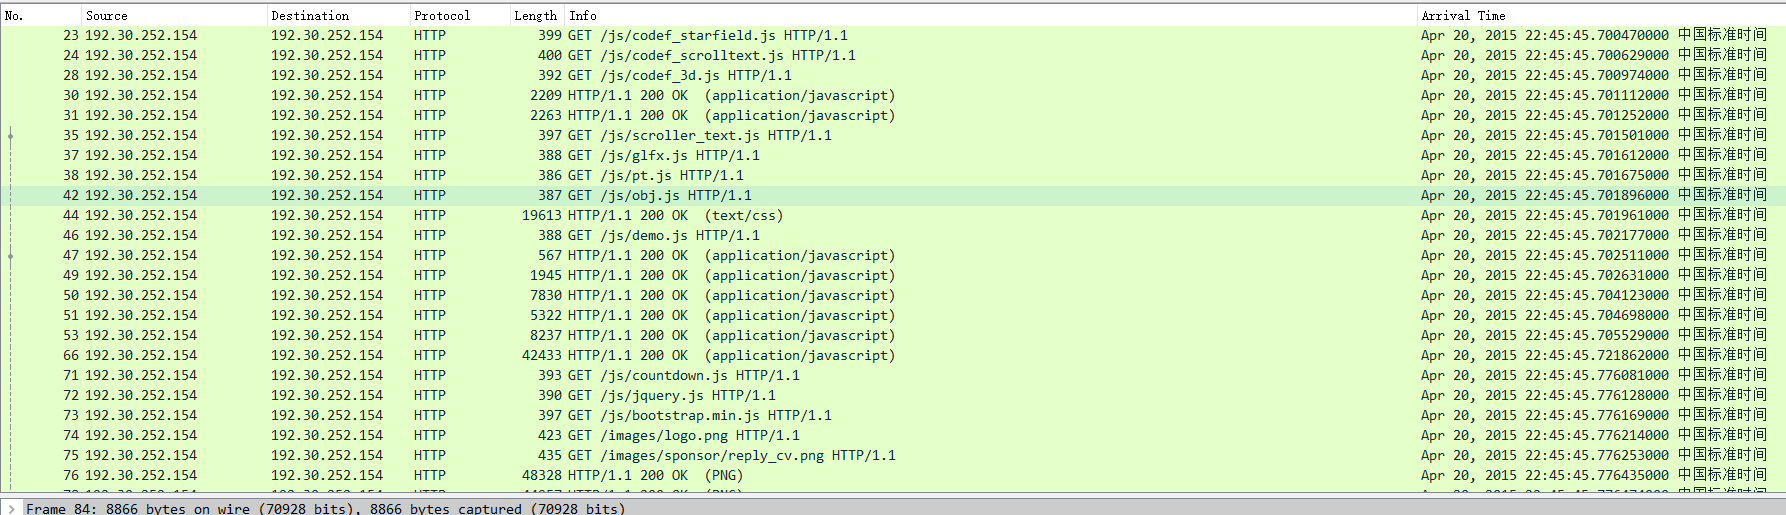 No. Source Destination Protocol Length Info Arrival Time
23 192.30.252.154 192.30.252.154 HTTP 399 GET /js/codef_starfield.js HTTP/1.1 Apr 20, 2015 22:45:45.700470000 中国标准时间
24 192.30.252.154 192.30.252.154 HTTP 400 GET /js/codef_scrolltext.js HTTP/1.1 Apr 20, 2015 22:45:45.700629000 中国标准时间
28 192.30.252.154 192.30.252.154 HTTP 392 GET /js/codef_3d.js HTTP/1.1 Apr 20, 2015 22:45:45.700974000 中国标准时间
30 192.30.252.154 192.30.252.154 HTTP 2209 HTTP/1.1 200 OK (application/javascript) Apr 20, 2015 22:45:45.701112000 中国标准时间
31 192.30.252.154 192.30.252.154 HTTP 2263 HTTP/1.1 200 OK (application/javascript) Apr 20, 2015 22:45:45.701252000 中国标准时间
35 192.30.252.154 192.30.252.154 HTTP 397 GET /js/scroller_text.js HTTP/1.1 Apr 20, 2015 22:45:45.701501000 中国标准时间
37 192.30.252.154 192.30.252.154 HTTP 388 GET /js/glfx.js HTTP/1.1 Apr 20, 2015 22:45:45.701612000 中国标准时间
38 192.30.252.154 192.30.252.154 HTTP 386 GET /js/pt.js HTTP/1.1 Apr 20, 2015 22:45:45.701675000 中国标准时间
42 192.30.252.154 192.30.252.154 HTTP 387 GET /js/obj.js HTTP/1.1 Apr 20, 2015 22:45:45.701896000 中国标准时间
44 192.30.252.154 192.30.252.154 HTTP 19613 HTTP/1.1 200 OK (text/css) Apr 20, 2015 22:45:45.701961000 中国标准时间
46 192.30.252.154 192.30.252.154 HTTP 388 GET /js/demo.js HTTP/1.1 Apr 20, 2015 22:45:45.702177000 中国标准时间
47 192.30.252.154 192.30.252.154 HTTP 567 HTTP/1.1 200 OK (application/javascript) Apr 20, 2015 22:45:45.702511000 中国标准时间
49 192.30.252.154 192.30.252.154 HTTP 1945 HTTP/1.1 200 OK (application/javascript) Apr 20, 2015 22:45:45.702631000 中国标准时间
50 192.30.252.154 192.30.252.154 HTTP 7830 HTTP/1.1 200 OK (application/javascript) Apr 20, 2015 22:45:45.704123000 中国标准时间
51 192.30.252.154 192.30.252.154 HTTP 5322 HTTP/1.1 200 OK (application/javascript) Apr 20, 2015 22:45:45.704698000 中国标准时间
53 192.30.252.154 192.30.252.154 HTTP 8237 HTTP/1.1 200 OK (application/javascript) Apr 20, 2015 22:45:45.705529000 中国标准时间
66 192.30.252.154 192.30.252.154 HTTP 42433 HTTP/1.1 200 OK (application/javascript) Apr 20, 2015 22:45:45.721862000 中国标准时间
71 192.30.252.154 192.30.252.154 HTTP 393 GET /js/countdown.js HTTP/1.1 Apr 20, 2015 22:45:45.776081000 中国标准时间
72 192.30.252.154 192.30.252.154 HTTP 390 GET /js/jquery.js HTTP/1.1 Apr 20, 2015 22:45:45.776128000 中国标准时间
73 192.30.252.154 192.30.252.154 HTTP 397 GET /js/bootstrap.min.js HTTP/1.1 Apr 20, 2015 22:45:45.776169000 中国标准时间
74 192.30.252.154 192.30.252.154 HTTP 423 GET /images/logo.png HTTP/1.1 Apr 20, 2015 22:45:45.776214000 中国标准时间
75 192.30.252.154 192.30.252.154 HTTP 435 GET /images/sponsor/reply_cv.png HTTP/1.1 Apr 20, 2015 22:45:45.776253000 中国标准时间
76 192.30.252.154 192.30.252.154 HTTP 48328 HTTP/1.1 200 OK (PNG) Apr 20, 2015 22:45:45.776435000 中国标准时间
Frame 84: 8866 bytes on wire (70928 bits), 8866 bytes captured (70928 bits)